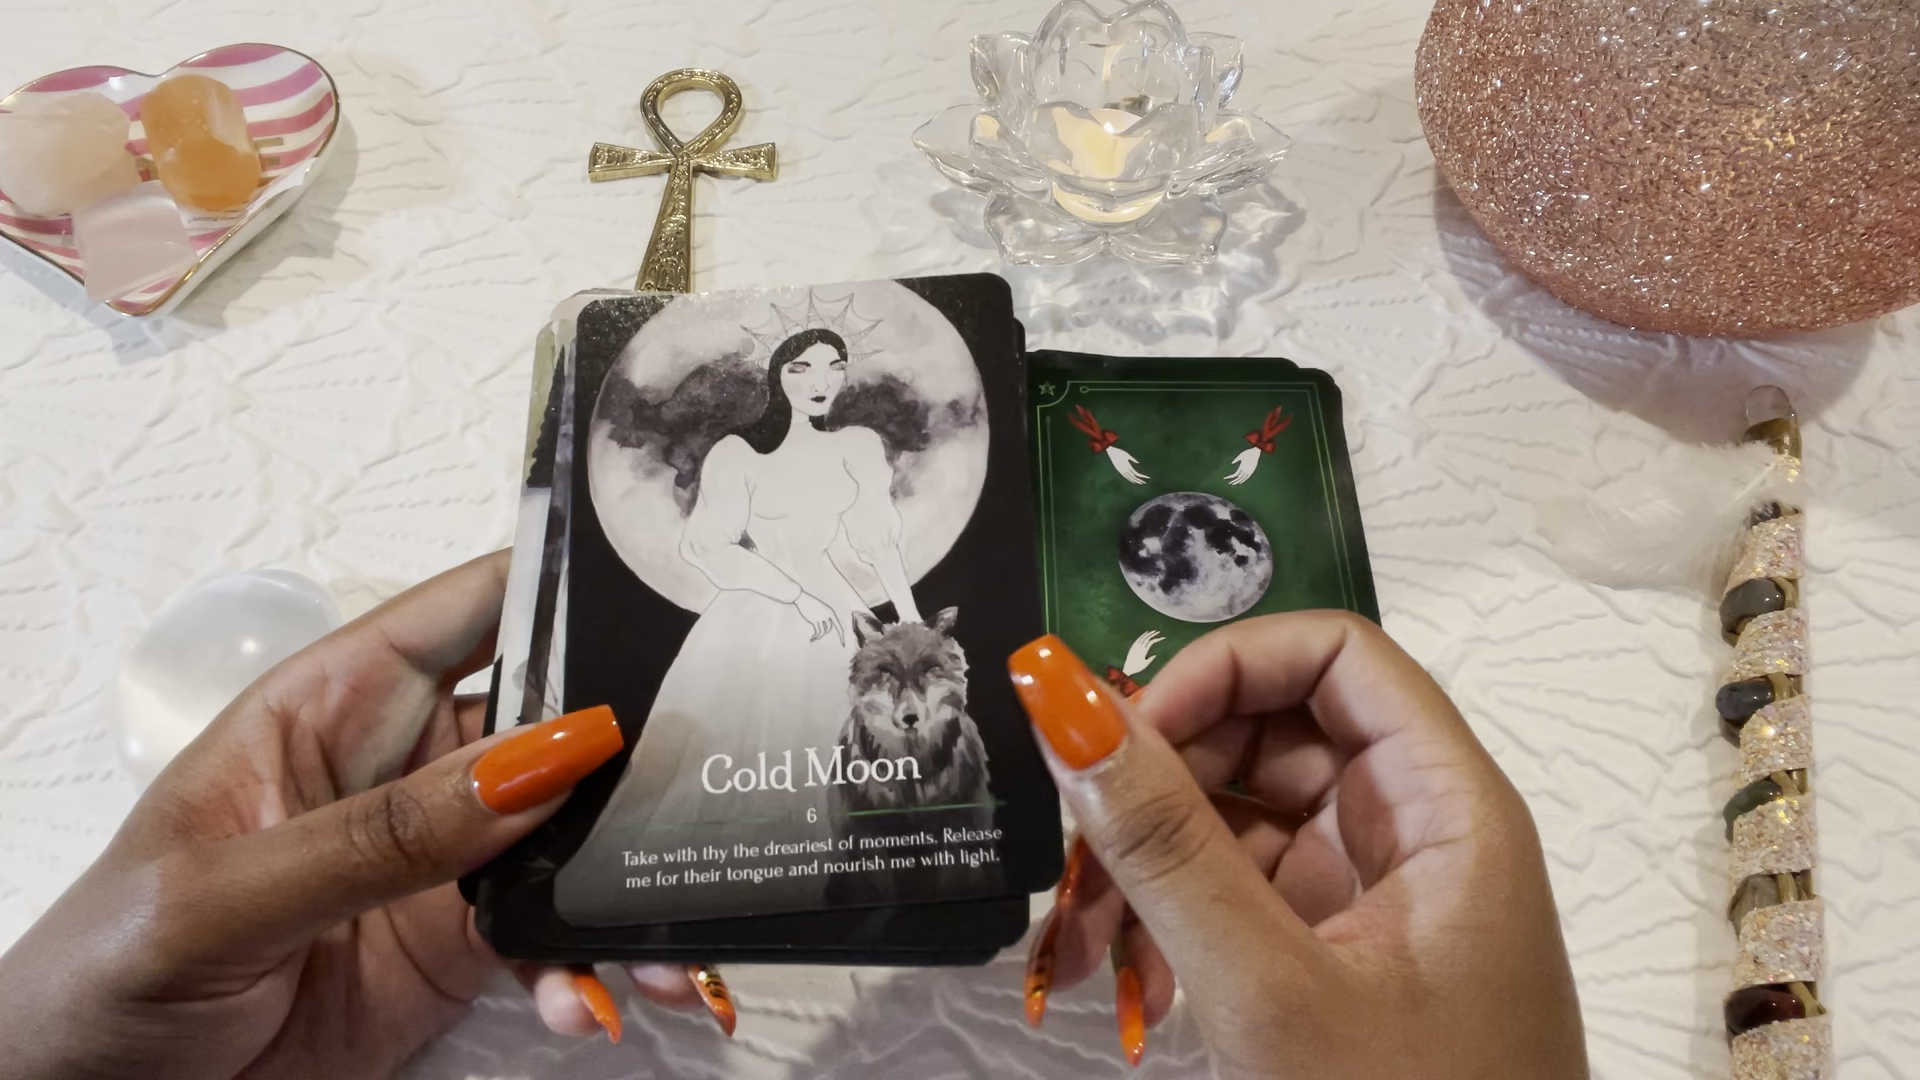 Cold Moon
6
Take with thy the dreariest of moments. Release
me for their tongue and nourish me with light.